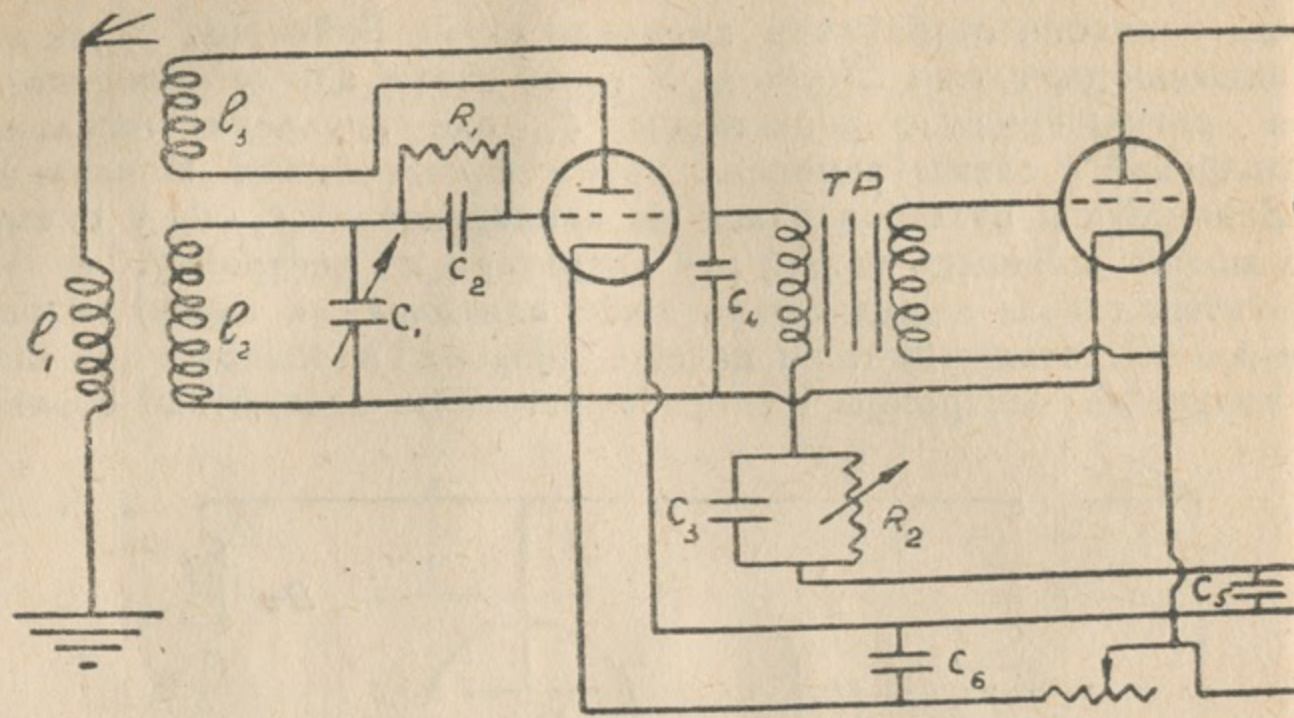 ℓ₃
R₁
TP
C₂
C₁
C₄
ℓ₂
ℓ₁
C₃
R₂
C₅
C₆